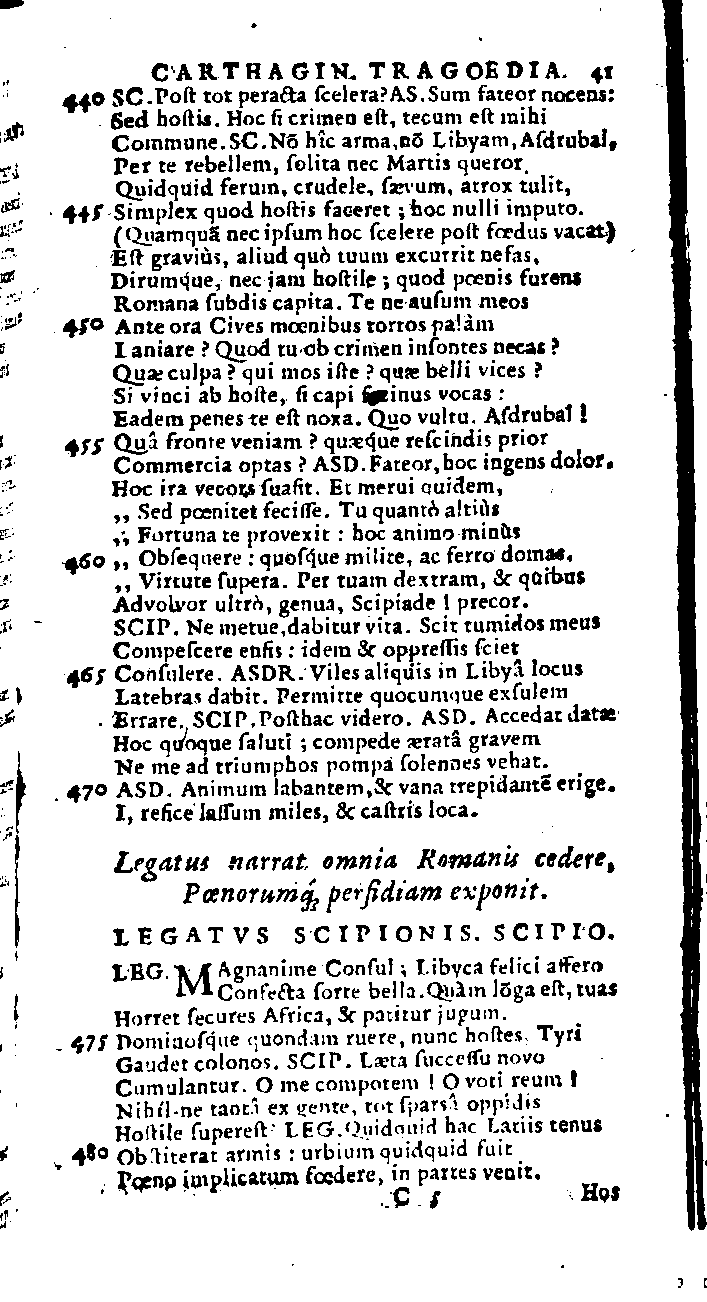 CARTHAGIN. TRAGOEDIA. 41
440 SC. Poſt tot peracta ſcelera? AS. Sum fateor nocens:
Sed hoſtis. Hoc ſi crimen eſt, tecum eſt mihi
Commune. SC. Nō hîc arma, nō Libyam, Aſdrubal,
Per te rebellem, ſolita nec Martis queror.
Quidquid ferum, crudele, ſævum, atrox tulit,
445 Simplex quod hoſtis faceret; hoc nulli imputo.
(Quamquā nec ipſum hoc ſcelere poſt fœdus vacat)
Eſt graviùs, aliud quò tuum excurrit nefas,
Dirumque, nec jam hoſtile; quod pœnis furens
Romana ſubdis capita. Te ne auſum meos
450 Ante ora Cives mœnibus tortos palàm
Laniare? Quod tu ob crimen inſontes necas?
Quæ culpa? qui mos iſte? quæ belli vices?
Si vinci ab hoſte, ſi capi facinus vocas:
Eadem penes te eſt noxa. Quo vultu. Aſdrubal!
455 Quâ fronte veniam? quæque reſcindis prior
Commercia optas? ASD. Fateor, hoc ingens dolor,
Hoc ira vecors ſuaſit. Et merui quidem,
,, Sed pœnitet feciſſe. Tu quantò altiùs
,, Fortuna te provexit: hoc animo minùs
460 ,, Obſequere: quoſque milite, ac ferro domas,
,, Virtute ſupera. Per tuam dextram, & quibus
Advolvor ultrò, genua, Scipiade! precor.
SCIP. Ne metue, dabitur vita. Scit tumidos meus
Compeſcere enſis: idem & oppreſſis ſciet
465 Conſulere. ASDR. Viles aliquis in Libyâ locus
Latebras dabit. Permitte quocumque exſulem
Errare. SCIP. Poſthac videro. ASD. Accedat datæ
Hoc quoque ſaluti; compede æratâ gravem
Ne me ad triumphos pompa ſolennes vehat.
470 ASD. Animum labantem, & vana trepidantē erige.
I, refice laſſum miles, & caſtris loca.
Legatus narrat omnia Romanis cedere,
Pœnorumq́; perfidiam exponit.
LEGATVS SCIPIONIS. SCIPIO.
LEG. MAgnanime Conſul; Libyca felici affero
Confecta ſorte bella. Quàm lōga eſt, tuas
Horret ſecures Africa, & patitur jugum.
475 Dominoſque quondam ruere, nunc hoſtes, Tyri
Gaudet colonos. SCIP. Læta ſucceſſu novo
Cumulantur. O me compotem! O voti reum!
Nihil-ne tantâ ex gente, tot ſparſâ oppidis
Hoſtile ſupereſt? LEG. Quidquid hac Latiis tenus
480 Obſtiterat armis: urbium quidquid fuit
Pœno implicatum fœdere, in partes venit.
C 5 Hos